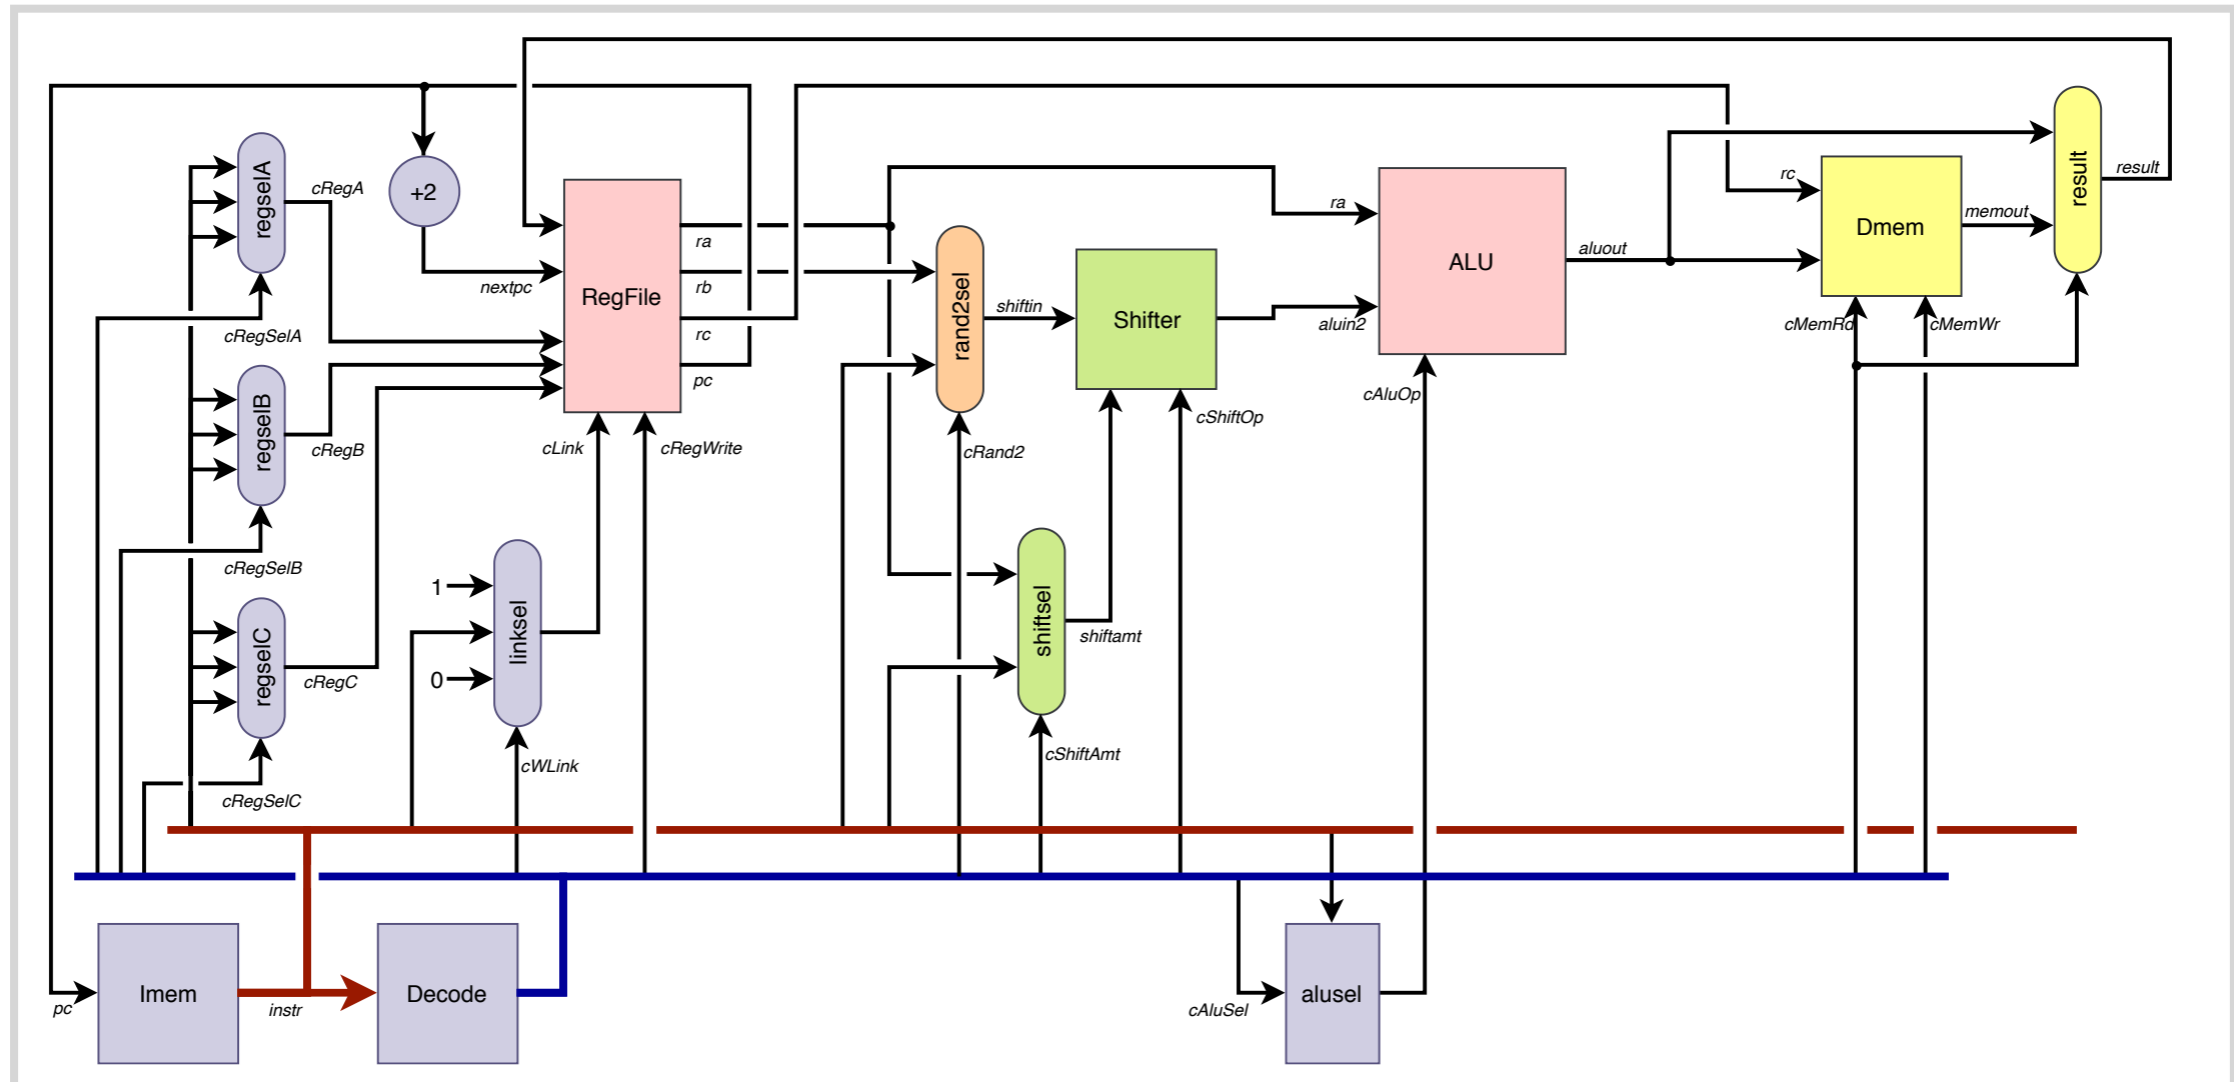 regselA
cRegA
cRegSelA
+2
nextpc
RegFile
ra
rb
rc
pc
rand2sel
shiftin
Shifter
ra
aluin2
ALU
aluout
rc
Dmem
memout
result
result
cMemRd
cMemWr
cAluOp
cShiftOp
cRand2
cLink
cRegWrite
regselB
cRegB
cRegSelB
1
0
linksel
cWLink
shiftsel
shiftamt
cShiftAmt
regselC
cRegC
cRegSelC
pc
Imem
instr
Decode
cAluSel
alusel